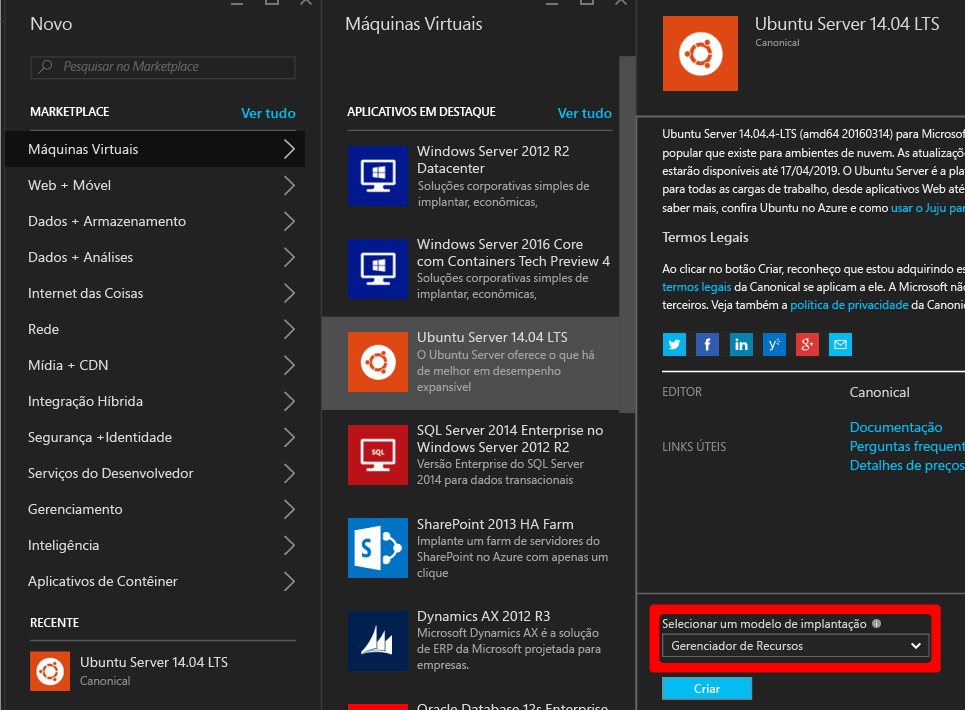 Novo
Pesquisar no Marketplace
MARKETPLACE
Ver tudo
Máquinas Virtuais
Web + Móvel
Dados + Armazenamento
Dados + Análises
Internet das Coisas
Rede
Mídia + CDN
Integração Híbrida
Segurança +Identidade
Serviços do Desenvolvedor
Gerenciamento
Inteligência
Aplicativos de Contêiner
RECENTE
Ubuntu Server 14.04 LTS
Canonical
Máquinas Virtuais
APLICATIVOS EM DESTAQUE
Ver tudo
Windows Server 2012 R2
Datacenter
Soluções corporativas simples de
implantar, econômicas,
Windows Server 2016 Core
com Containers Tech Preview 4
Soluções corporativas simples de
implantar, econômicas,
Ubuntu Server 14.04 LTS
O Ubuntu Server oferece o que há
de melhor em desempenho
expansível
SQL
SQL Server 2014 Enterprise no
Windows Server 2012 R2
Versão Enterprise do SQL Server
2014 para dados transacionais
SharePoint 2013 HA Farm
Implante um farm de servidores do
SharePoint no Azure com apenas um
clique
Dynamics AX 2012 R3
Microsoft Dynamics AX é a solução
de ERP da Microsoft projetada para
empresas.
Oracle Database 12s Enterprise
Ubuntu Server 14.04 LTS
Canonical
Ubuntu Server 14.04.4-LTS (amd64 20160314) para Microsof
popular que existe para ambientes de nuvem. As atualizaçõ
estarão disponíveis até 17/04/2019. O Ubuntu Server é a pla
para todas as cargas de trabalho, desde aplicativos Web até
saber mais, confira Ubuntu no Azure e como usar o Juju par
Termos Legais
Ao clicar no botão Criar, reconheço que estou adquirindo es
termos legais da Canonical se aplicam a ele. A Microsoft não
terceiros. Veja também a política de privacidade da Canonic
EDITOR
Canonical
LINKS ÚTEIS
Documentação
Perguntas frequent
Detalhes de preços
Selecionar um modelo de implantação
Gerenciador de Recursos
Criar